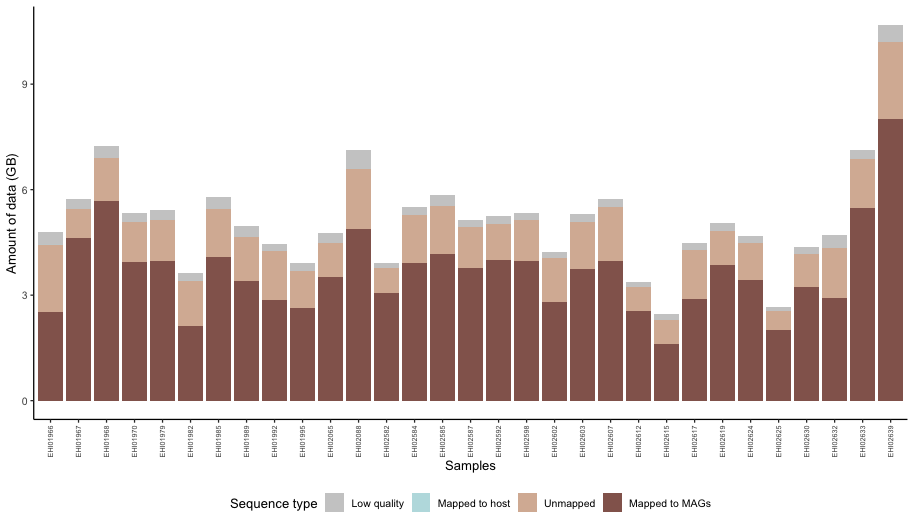 Amount of data (GB)
9
6
3
0
EHI01966 EHI01967 EHI01968 EHI01970 EHI01979 EHI01982 EHI01985 EHI01989 EHI01992 EHI01995 EHI02065 EHI02088 EHI02582 EHI02584 EHI02585 EHI02587 EHI02592 EHI02598 EHI02602 EHI02603 EHI02607 EHI02612 EHI02615 EHI02617 EHI02619 EHI02624 EHI02625 EHI02630 EHI02632 EHI02633 EHI02639
Samples
Sequence type Low quality Mapped to host Unmapped Mapped to MAGs